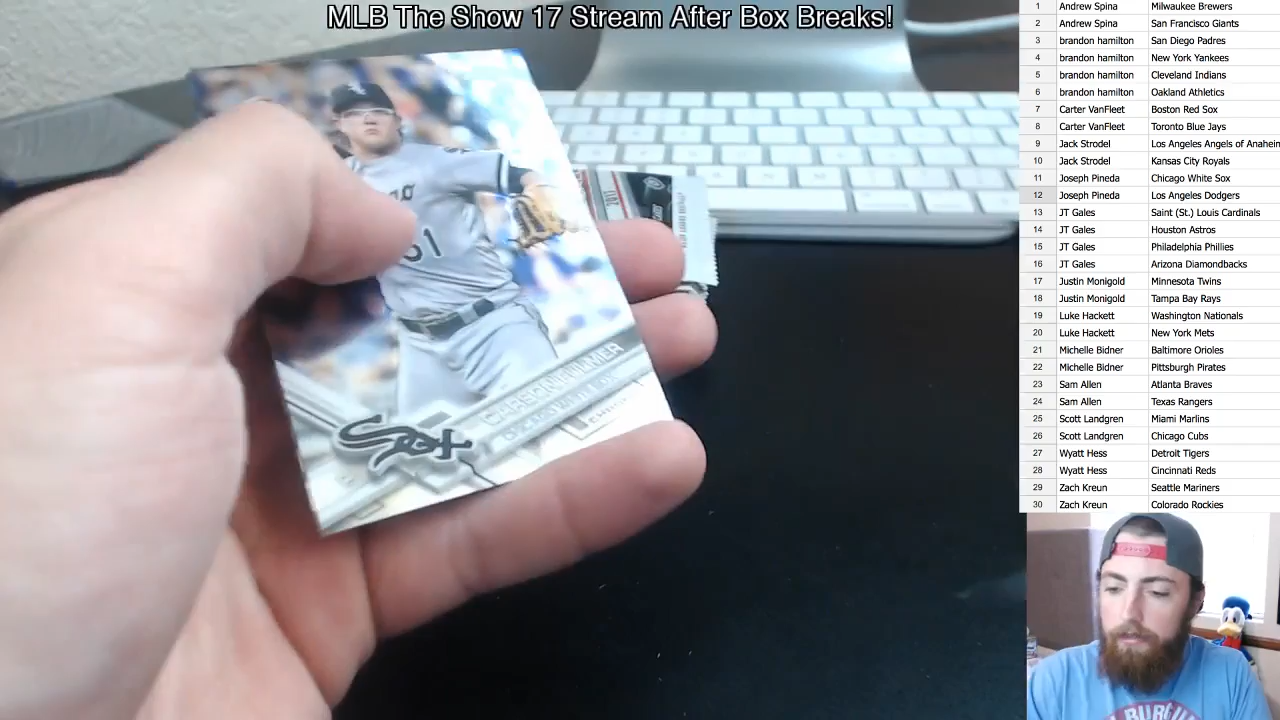 MLB The Show 17 Stream After Box Breaks!
1 Andrew Spina Milwaukee Brewers
2 Andrew Spina San Francisco Giants
3 brandon hamilton San Diego Padres
4 brandon hamilton New York Yankees
5 brandon hamilton Cleveland Indians
6 brandon hamilton Oakland Athletics
7 Carter VanFleet Boston Red Sox
8 Carter VanFleet Toronto Blue Jays
9 Jack Strodel Los Angeles Angels of Anaheim
10 Jack Strodel Kansas City Royals
11 Joseph Pineda Chicago White Sox
12 Joseph Pineda Los Angeles Dodgers
13 JT Gales Saint (St.) Louis Cardinals
14 JT Gales Houston Astros
15 JT Gales Philadelphia Phillies
16 JT Gales Arizona Diamondbacks
17 Justin Monigold Minnesota Twins
18 Justin Monigold Tampa Bay Rays
19 Luke Hackett Washington Nationals
20 Luke Hackett New York Mets
21 Michelle Bidner Baltimore Orioles
22 Michelle Bidner Pittsburgh Pirates
23 Sam Allen Atlanta Braves
24 Sam Allen Texas Rangers
25 Scott Landgren Miami Marlins
26 Scott Landgren Chicago Cubs
27 Wyatt Hess Detroit Tigers
28 Wyatt Hess Cincinnati Reds
29 Zach Kreun Seattle Mariners
30 Zach Kreun Colorado Rockies
51
CARSON FULMER
Sox